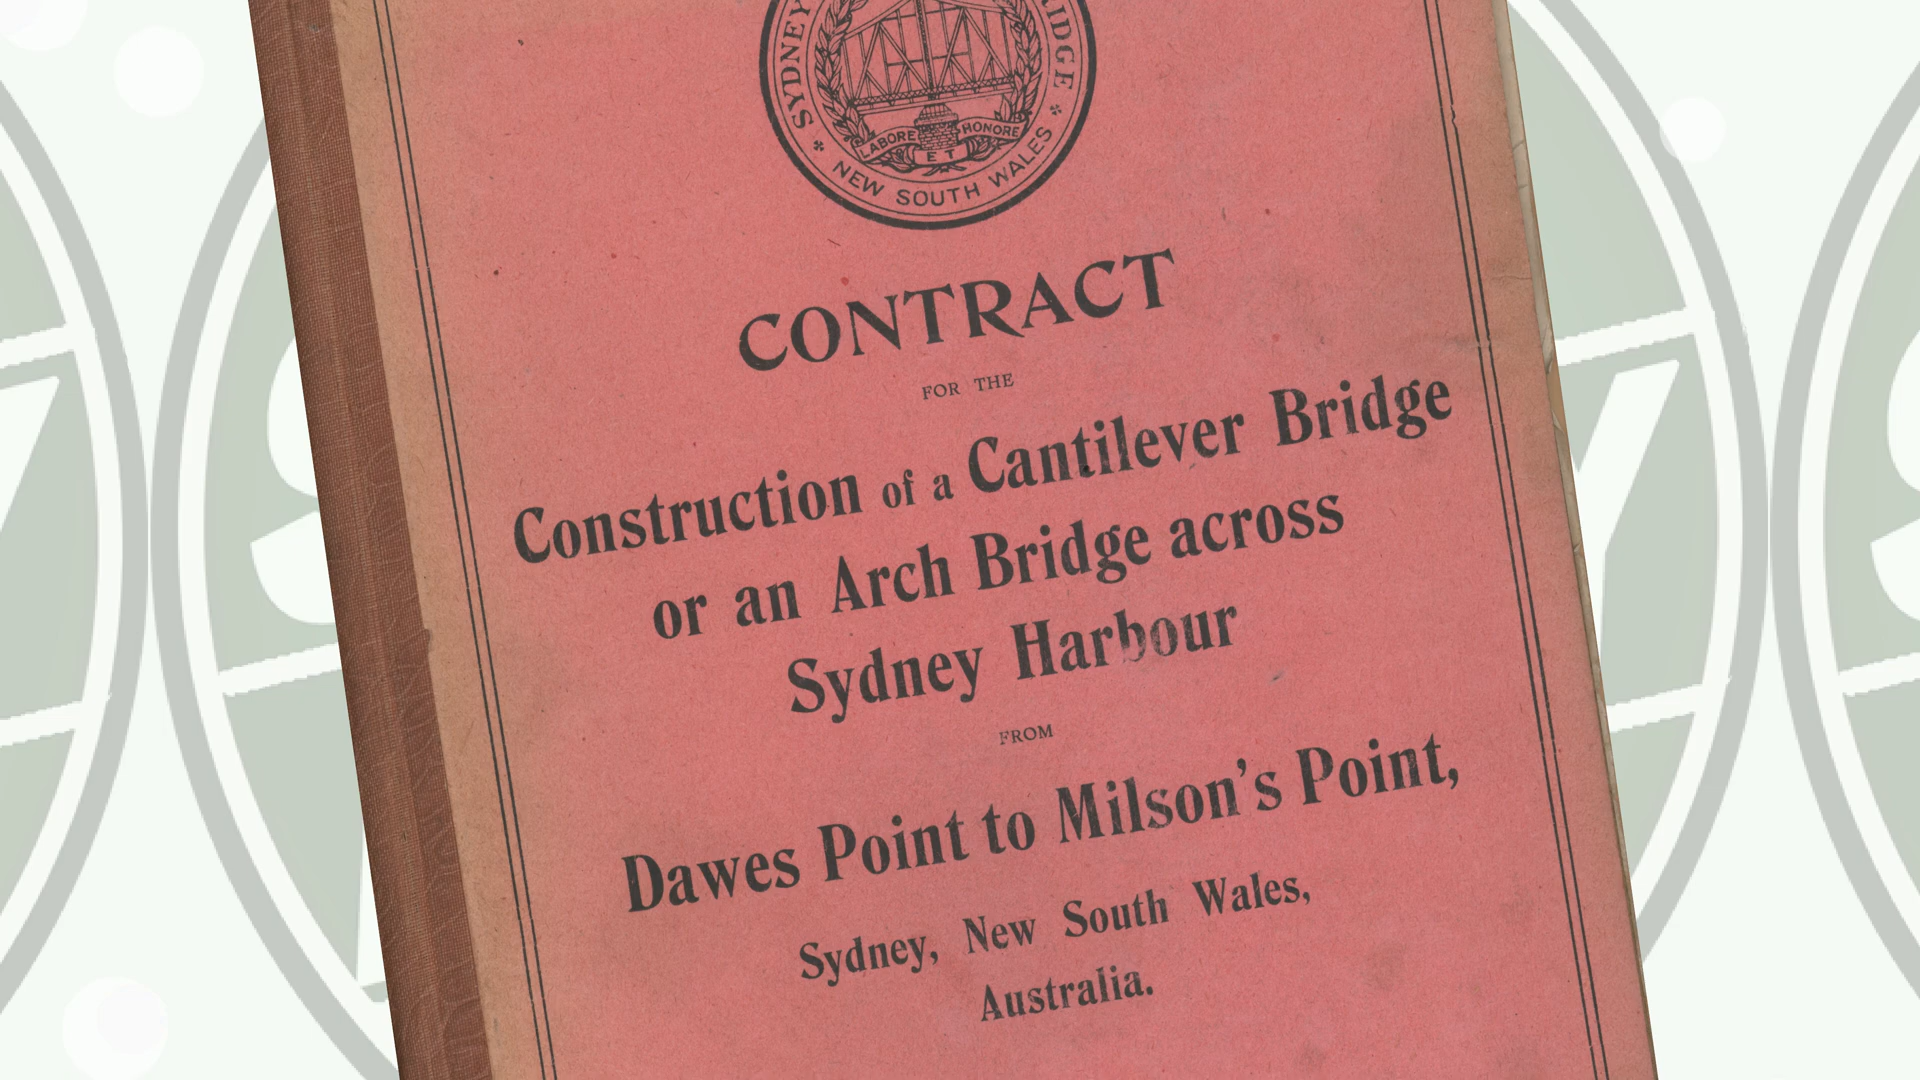 SYDNEY
RIDGE
LABORE ET HONORE
NEW SOUTH WALES
CONTRACT
FOR THE
Construction of a Cantilever Bridge
or an Arch Bridge across
Sydney Harbour
FROM
Dawes Point to Milson's Point,
Sydney, New South Wales,
Australia.